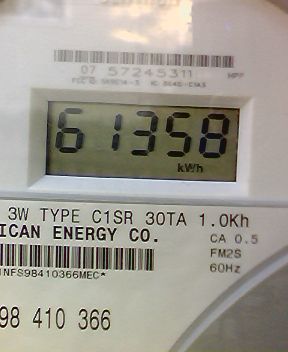 07 57245311
61358
kWh
3W TYPE C1SR 30TA 1.0Kh
ICAN ENERGY CO.
CA 0.5
FM2S
60Hz
NFS98410366MEC*
98 410 366